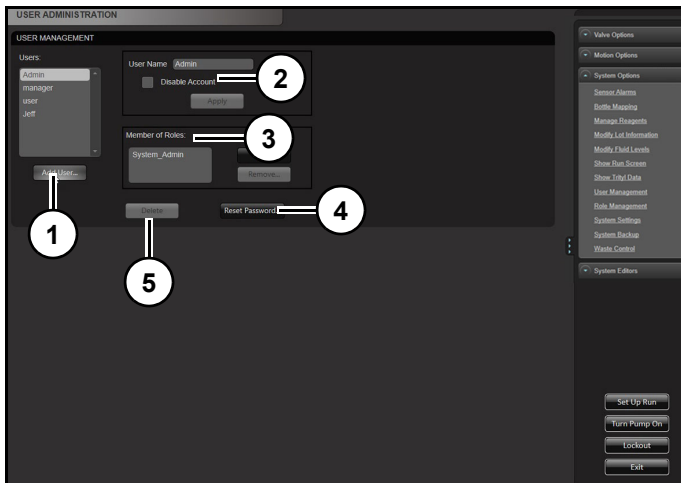 USER ADMINISTRATION
USER MANAGEMENT
Users:
Admin
manager
user
Jeff
Add User...
1
User Name Admin
Disable Account
2
Apply
Member of Roles:
3
System_Admin
Remove...
Delete
Reset Password...
4
5
Valve Options
Motion Options
System Options
Sensor Alarms
Bottle Mapping
Manage Reagents
Modify Lot Information
Modify Fluid Levels
Show Run Screen
Show Trityl Data
User Management
Role Management
System Settings
System Backup
Waste Control
System Editors
Set Up Run
Turn Pump On
Lockout
Exit